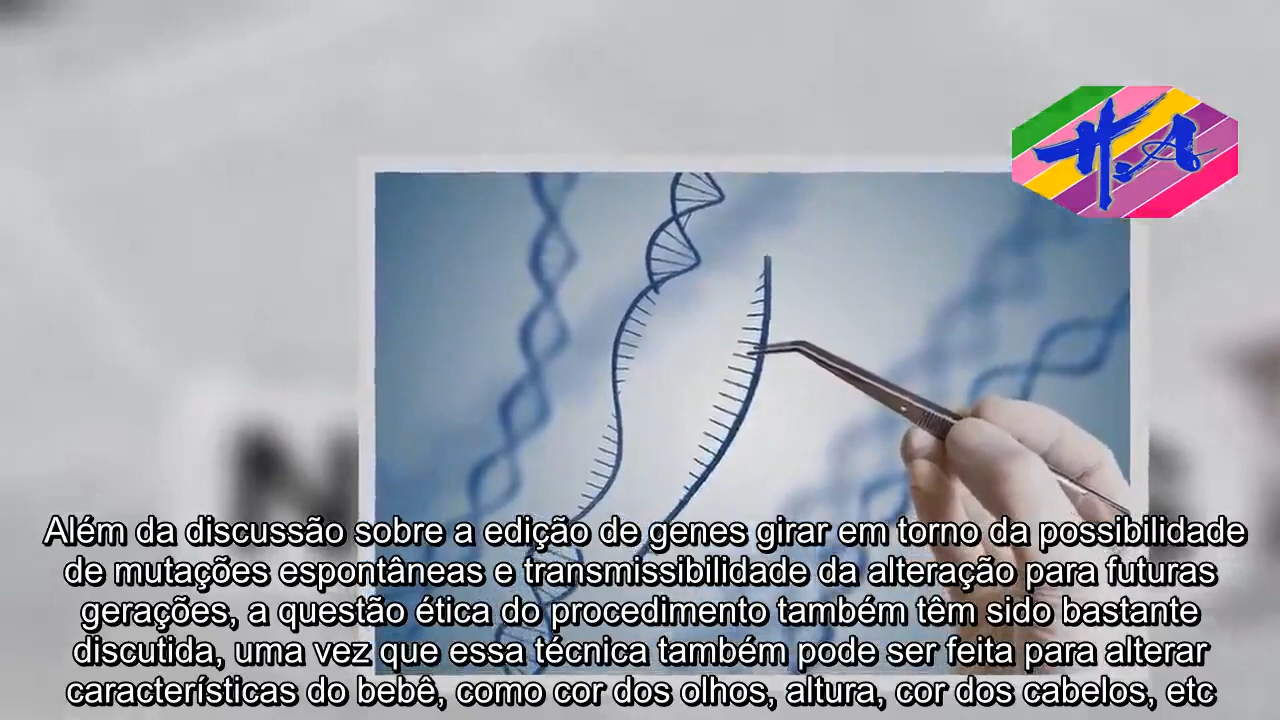 H.A
Além da discussão sobre a edição de genes girar em torno da possibilidade
de mutações espontâneas e transmissibilidade da alteração para futuras
gerações, a questão ética do procedimento também têm sido bastante
discutida, uma vez que essa técnica também pode ser feita para alterar
características do bebê, como cor dos olhos, altura, cor dos cabelos, etc